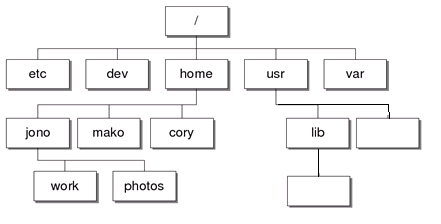 /
etc dev home usr var
jono mako cory lib
work photos